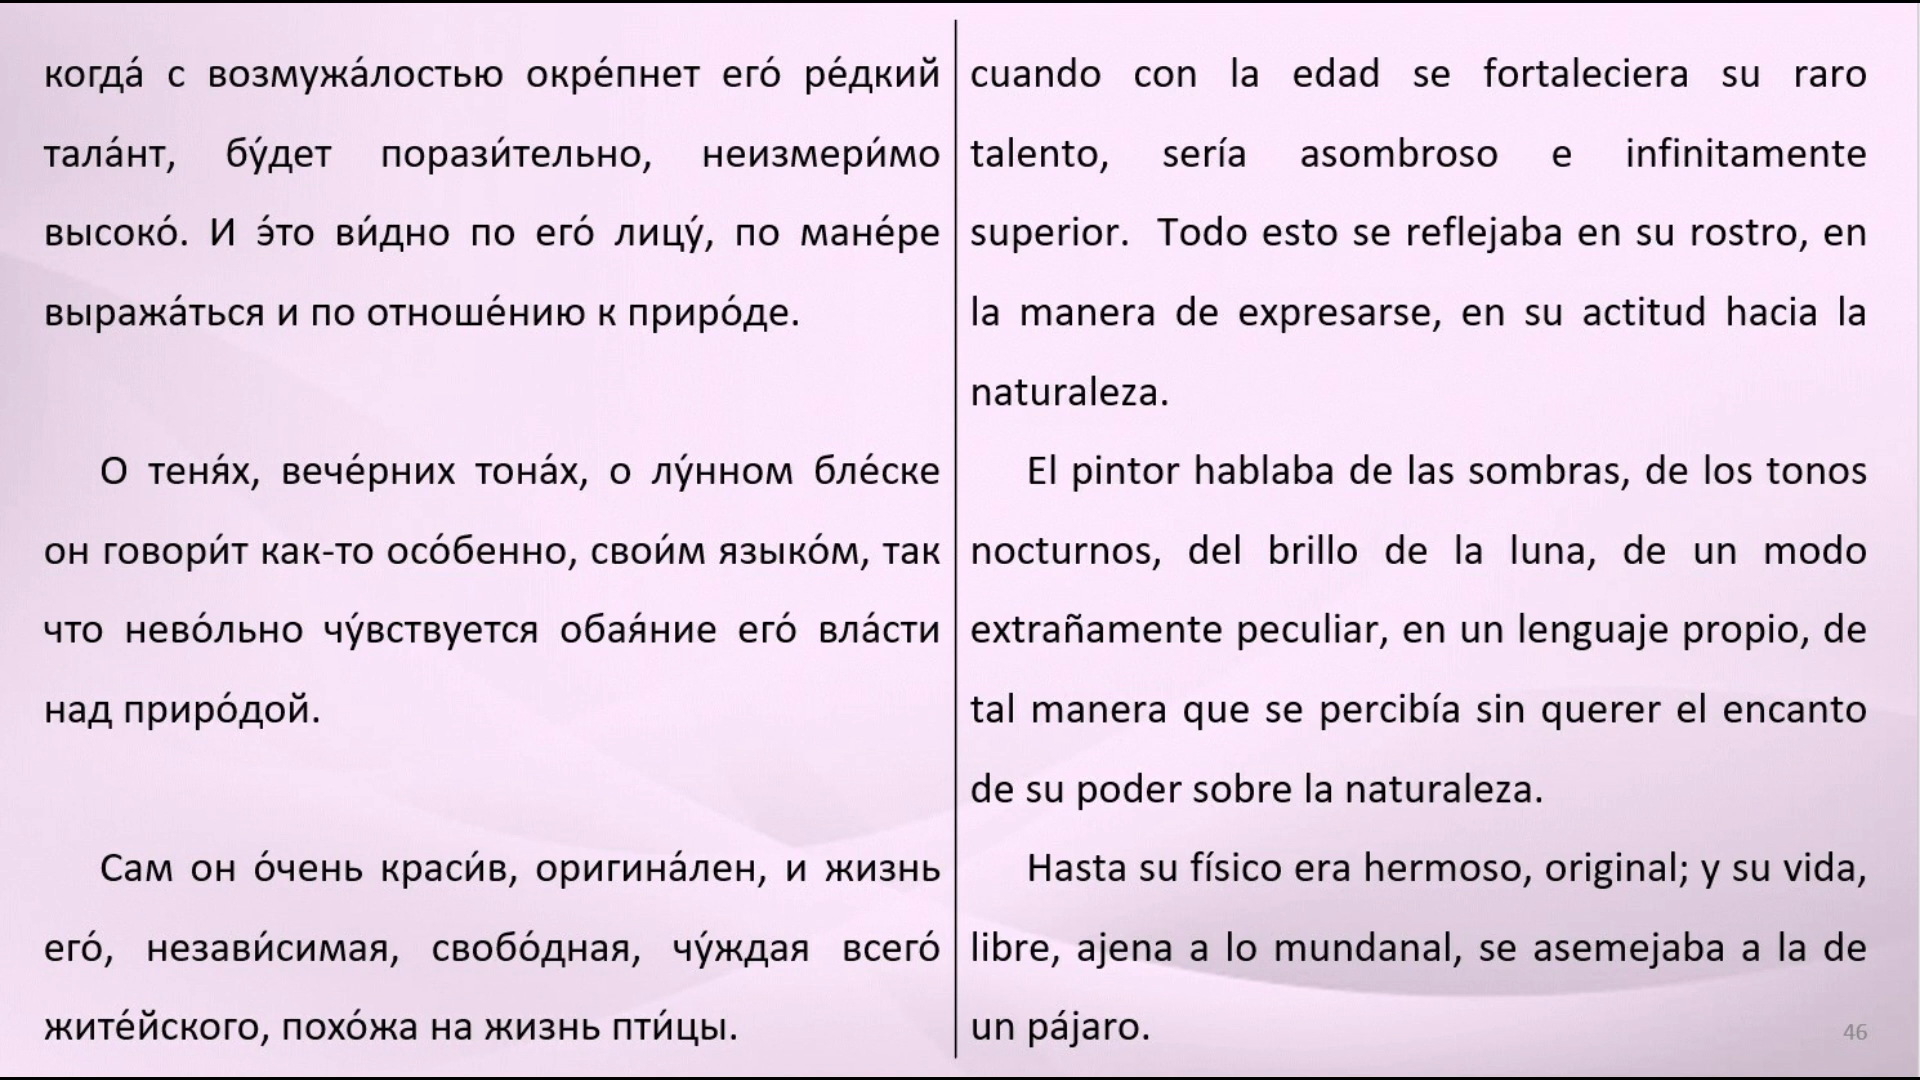 когда́ с возмужа́лостью окре́пнет его́ ре́дкий
тала́нт, бу́дет порази́тельно, неизмери́мо
высоко́. И э́то ви́дно по его́ лицу́, по мане́ре
выража́ться и по отноше́нию к приро́де.
О теня́х, вече́рних тона́х, о лу́нном бле́ске
он говори́т как-то осо́бенно, свои́м языко́м, так
что нево́льно чу́вствуется обая́ние его́ вла́сти
над приро́дой.
Сам он о́чень краси́в, оригина́лен, и жизнь
его́, незави́симая, свобо́дная, чу́ждая всего́
жите́йского, похо́жа на жизнь пти́цы.
cuando con la edad se fortaleciera su raro
talento, sería asombroso e infinitamente
superior. Todo esto se reflejaba en su rostro, en
la manera de expresarse, en su actitud hacia la
naturaleza.
El pintor hablaba de las sombras, de los tonos
nocturnos, del brillo de la luna, de un modo
extrañamente peculiar, en un lenguaje propio, de
tal manera que se percibía sin querer el encanto
de su poder sobre la naturaleza.
Hasta su físico era hermoso, original; y su vida,
libre, ajena a lo mundanal, se asemejaba a la de
un pájaro.
46